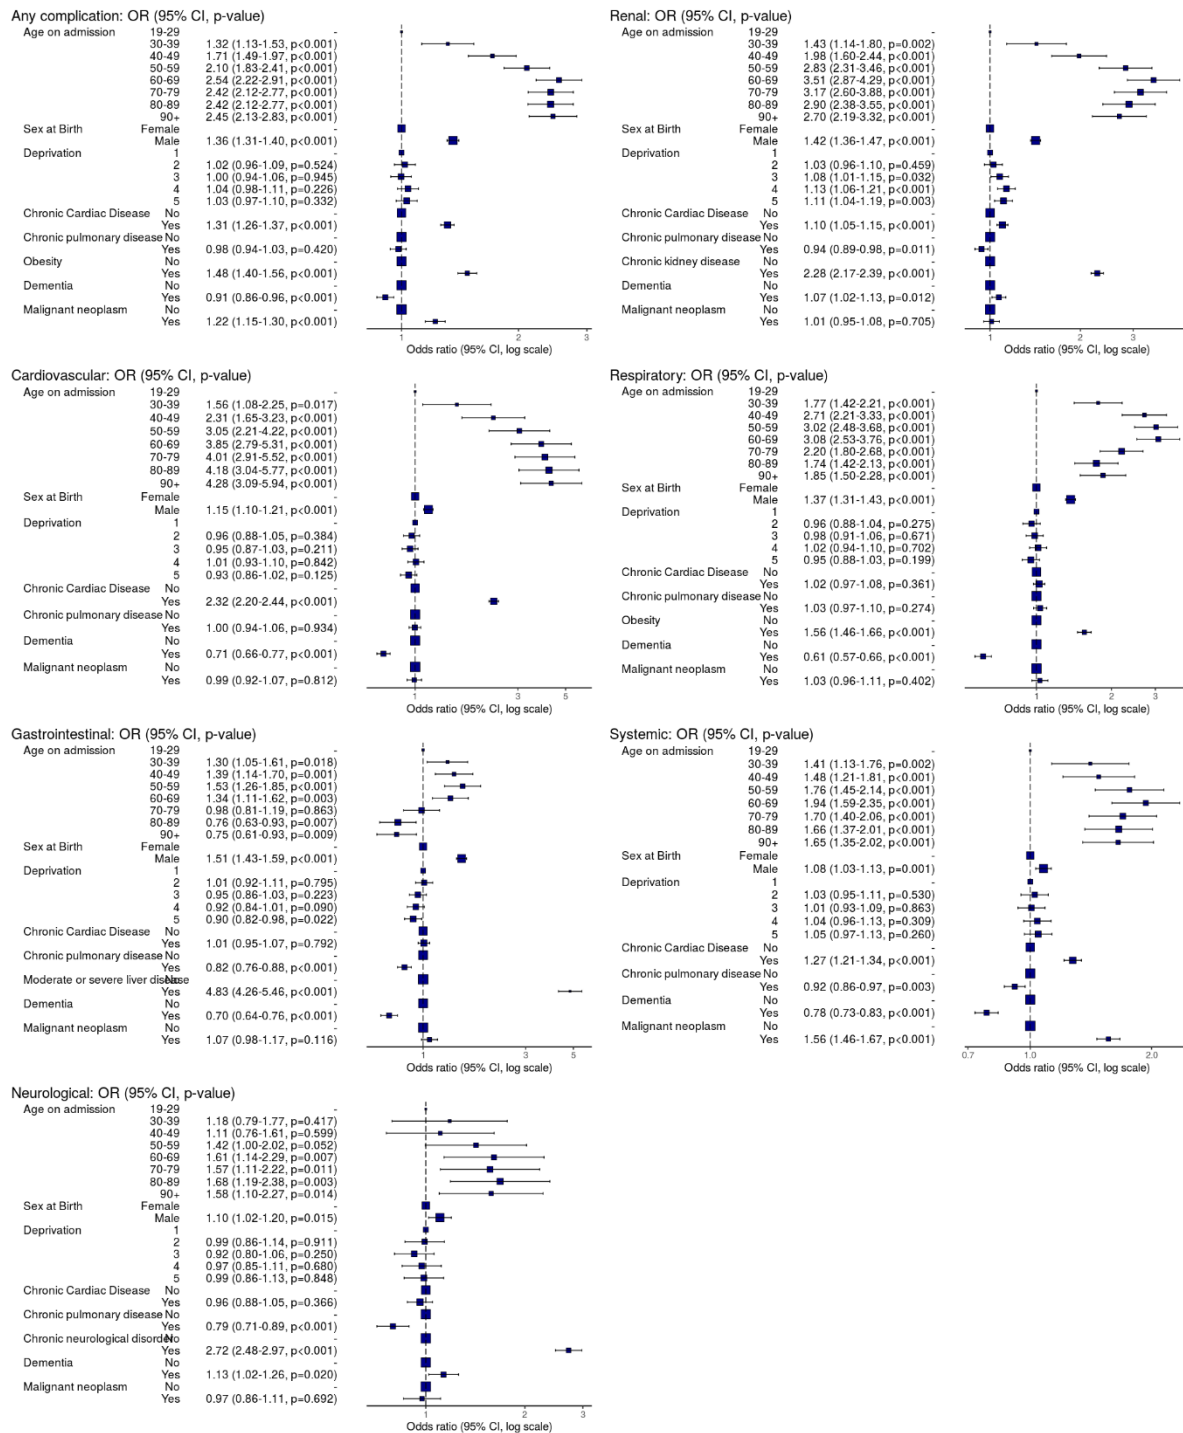 Any complication: OR (95% CI, p-value)
Age on admission 19-29 -
30-39 1.32 (1.13-1.53, p<0.001)
40-49 1.71 (1.49-1.97, p<0.001)
50-59 2.10 (1.83-2.41, p<0.001)
60-69 2.54 (2.22-2.91, p<0.001)
70-79 2.42 (2.12-2.77, p<0.001)
80-89 2.42 (2.12-2.77, p<0.001)
90+ 2.45 (2.13-2.83, p<0.001)
Sex at Birth Female -
Male 1.36 (1.31-1.40, p<0.001)
Deprivation 1 -
2 1.02 (0.96-1.09, p=0.524)
3 1.00 (0.94-1.06, p=0.945)
4 1.04 (0.98-1.11, p=0.226)
5 1.03 (0.97-1.10, p=0.332)
Chronic Cardiac Disease No -
Yes 1.31 (1.26-1.37, p<0.001)
Chronic pulmonary disease No -
Yes 0.98 (0.94-1.03, p=0.420)
Obesity No -
Yes 1.48 (1.40-1.56, p<0.001)
Dementia No -
Yes 0.91 (0.86-0.96, p<0.001)
Malignant neoplasm No -
Yes 1.22 (1.15-1.30, p<0.001)
1 2 3
Odds ratio (95% CI, log scale)
Renal: OR (95% CI, p-value)
Age on admission 19-29 -
30-39 1.43 (1.14-1.80, p=0.002)
40-49 1.98 (1.60-2.44, p<0.001)
50-59 2.83 (2.31-3.46, p<0.001)
60-69 3.51 (2.87-4.29, p<0.001)
70-79 3.17 (2.60-3.88, p<0.001)
80-89 2.90 (2.38-3.55, p<0.001)
90+ 2.70 (2.19-3.32, p<0.001)
Sex at Birth Female -
Male 1.42 (1.36-1.47, p<0.001)
Deprivation 1 -
2 1.03 (0.96-1.10, p=0.459)
3 1.08 (1.01-1.15, p=0.032)
4 1.13 (1.06-1.21, p<0.001)
5 1.11 (1.04-1.19, p=0.003)
Chronic Cardiac Disease No -
Yes 1.10 (1.05-1.15, p<0.001)
Chronic pulmonary disease No -
Yes 0.94 (0.89-0.98, p=0.011)
Chronic kidney disease No -
Yes 2.28 (2.17-2.39, p<0.001)
Dementia No -
Yes 1.07 (1.02-1.13, p=0.012)
Malignant neoplasm No -
Yes 1.01 (0.95-1.08, p=0.705)
1 2 3
Odds ratio (95% CI, log scale)
Cardiovascular: OR (95% CI, p-value)
Age on admission 19-29 -
30-39 1.56 (1.08-2.25, p=0.017)
40-49 2.31 (1.65-3.23, p<0.001)
50-59 3.05 (2.21-4.22, p<0.001)
60-69 3.85 (2.79-5.31, p<0.001)
70-79 4.01 (2.91-5.52, p<0.001)
80-89 4.18 (3.04-5.77, p<0.001)
90+ 4.28 (3.09-5.94, p<0.001)
Sex at Birth Female -
Male 1.15 (1.10-1.21, p<0.001)
Deprivation 1 -
2 0.96 (0.88-1.05, p=0.384)
3 0.95 (0.87-1.03, p=0.211)
4 1.01 (0.93-1.10, p=0.842)
5 0.93 (0.86-1.02, p=0.125)
Chronic Cardiac Disease No -
Yes 2.32 (2.20-2.44, p<0.001)
Chronic pulmonary disease No -
Yes 1.00 (0.94-1.06, p=0.934)
Dementia No -
Yes 0.71 (0.66-0.77, p<0.001)
Malignant neoplasm No -
Yes 0.99 (0.92-1.07, p=0.812)
1 3 5
Odds ratio (95% CI, log scale)
Respiratory: OR (95% CI, p-value)
Age on admission 19-29 -
30-39 1.77 (1.42-2.21, p<0.001)
40-49 2.71 (2.21-3.33, p<0.001)
50-59 3.02 (2.48-3.68, p<0.001)
60-69 3.08 (2.53-3.76, p<0.001)
70-79 2.20 (1.80-2.68, p<0.001)
80-89 1.74 (1.42-2.13, p<0.001)
90+ 1.85 (1.50-2.28, p<0.001)
Sex at Birth Female -
Male 1.37 (1.31-1.43, p<0.001)
Deprivation 1 -
2 0.96 (0.88-1.04, p=0.275)
3 0.98 (0.91-1.06, p=0.671)
4 1.02 (0.94-1.10, p=0.702)
5 0.95 (0.88-1.03, p=0.199)
Chronic Cardiac Disease No -
Yes 1.02 (0.97-1.08, p=0.361)
Chronic pulmonary disease No -
Yes 1.03 (0.97-1.10, p=0.274)
Obesity No -
Yes 1.56 (1.46-1.66, p<0.001)
Dementia No -
Yes 0.61 (0.57-0.66, p<0.001)
Malignant neoplasm No -
Yes 1.03 (0.96-1.11, p=0.402)
1 2 3
Odds ratio (95% CI, log scale)
Gastrointestinal: OR (95% CI, p-value)
Age on admission 19-29 -
30-39 1.30 (1.05-1.61, p=0.018)
40-49 1.39 (1.14-1.70, p=0.001)
50-59 1.53 (1.26-1.85, p<0.001)
60-69 1.34 (1.11-1.62, p=0.003)
70-79 0.98 (0.81-1.19, p=0.863)
80-89 0.76 (0.63-0.93, p=0.007)
90+ 0.75 (0.61-0.93, p=0.009)
Sex at Birth Female -
Male 1.51 (1.43-1.59, p<0.001)
Deprivation 1 -
2 1.01 (0.92-1.11, p=0.795)
3 0.95 (0.86-1.03, p=0.223)
4 0.92 (0.84-1.01, p=0.090)
5 0.90 (0.82-0.98, p=0.022)
Chronic Cardiac Disease No -
Yes 1.01 (0.95-1.07, p=0.792)
Chronic pulmonary disease No -
Yes 0.82 (0.76-0.88, p<0.001)
Moderate or severe liver disease No -
Yes 4.83 (4.26-5.46, p<0.001)
Dementia No -
Yes 0.70 (0.64-0.76, p<0.001)
Malignant neoplasm No -
Yes 1.07 (0.98-1.17, p=0.116)
1 3 5
Odds ratio (95% CI, log scale)
Systemic: OR (95% CI, p-value)
Age on admission 19-29 -
30-39 1.41 (1.13-1.76, p=0.002)
40-49 1.48 (1.21-1.81, p<0.001)
50-59 1.76 (1.45-2.14, p<0.001)
60-69 1.94 (1.59-2.35, p<0.001)
70-79 1.70 (1.40-2.06, p<0.001)
80-89 1.66 (1.37-2.01, p<0.001)
90+ 1.65 (1.35-2.02, p<0.001)
Sex at Birth Female -
Male 1.08 (1.03-1.13, p=0.001)
Deprivation 1 -
2 1.03 (0.95-1.11, p=0.530)
3 1.01 (0.93-1.09, p=0.863)
4 1.04 (0.96-1.13, p=0.309)
5 1.05 (0.97-1.13, p=0.260)
Chronic Cardiac Disease No -
Yes 1.27 (1.21-1.34, p<0.001)
Chronic pulmonary disease No -
Yes 0.92 (0.86-0.97, p=0.003)
Dementia No -
Yes 0.78 (0.73-0.83, p<0.001)
Malignant neoplasm No -
Yes 1.56 (1.46-1.67, p<0.001)
0.7 1.0 2.0
Odds ratio (95% CI, log scale)
Neurological: OR (95% CI, p-value)
Age on admission 19-29 -
30-39 1.18 (0.79-1.77, p=0.417)
40-49 1.11 (0.76-1.61, p=0.599)
50-59 1.42 (1.00-2.02, p=0.052)
60-69 1.61 (1.14-2.29, p=0.007)
70-79 1.57 (1.11-2.22, p=0.011)
80-89 1.68 (1.19-2.38, p=0.003)
90+ 1.58 (1.10-2.27, p=0.014)
Sex at Birth Female -
Male 1.10 (1.02-1.20, p=0.015)
Deprivation 1 -
2 0.99 (0.86-1.14, p=0.911)
3 0.92 (0.80-1.06, p=0.250)
4 0.97 (0.85-1.11, p=0.680)
5 0.99 (0.86-1.13, p=0.848)
Chronic Cardiac Disease No -
Yes 0.96 (0.88-1.05, p=0.366)
Chronic pulmonary disease No -
Yes 0.79 (0.71-0.89, p<0.001)
Chronic neurological disorder No -
Yes 2.72 (2.48-2.97, p<0.001)
Dementia No -
Yes 1.13 (1.02-1.26, p=0.020)
Malignant neoplasm No -
Yes 0.97 (0.86-1.11, p=0.692)
1 2 3
Odds ratio (95% CI, log scale)